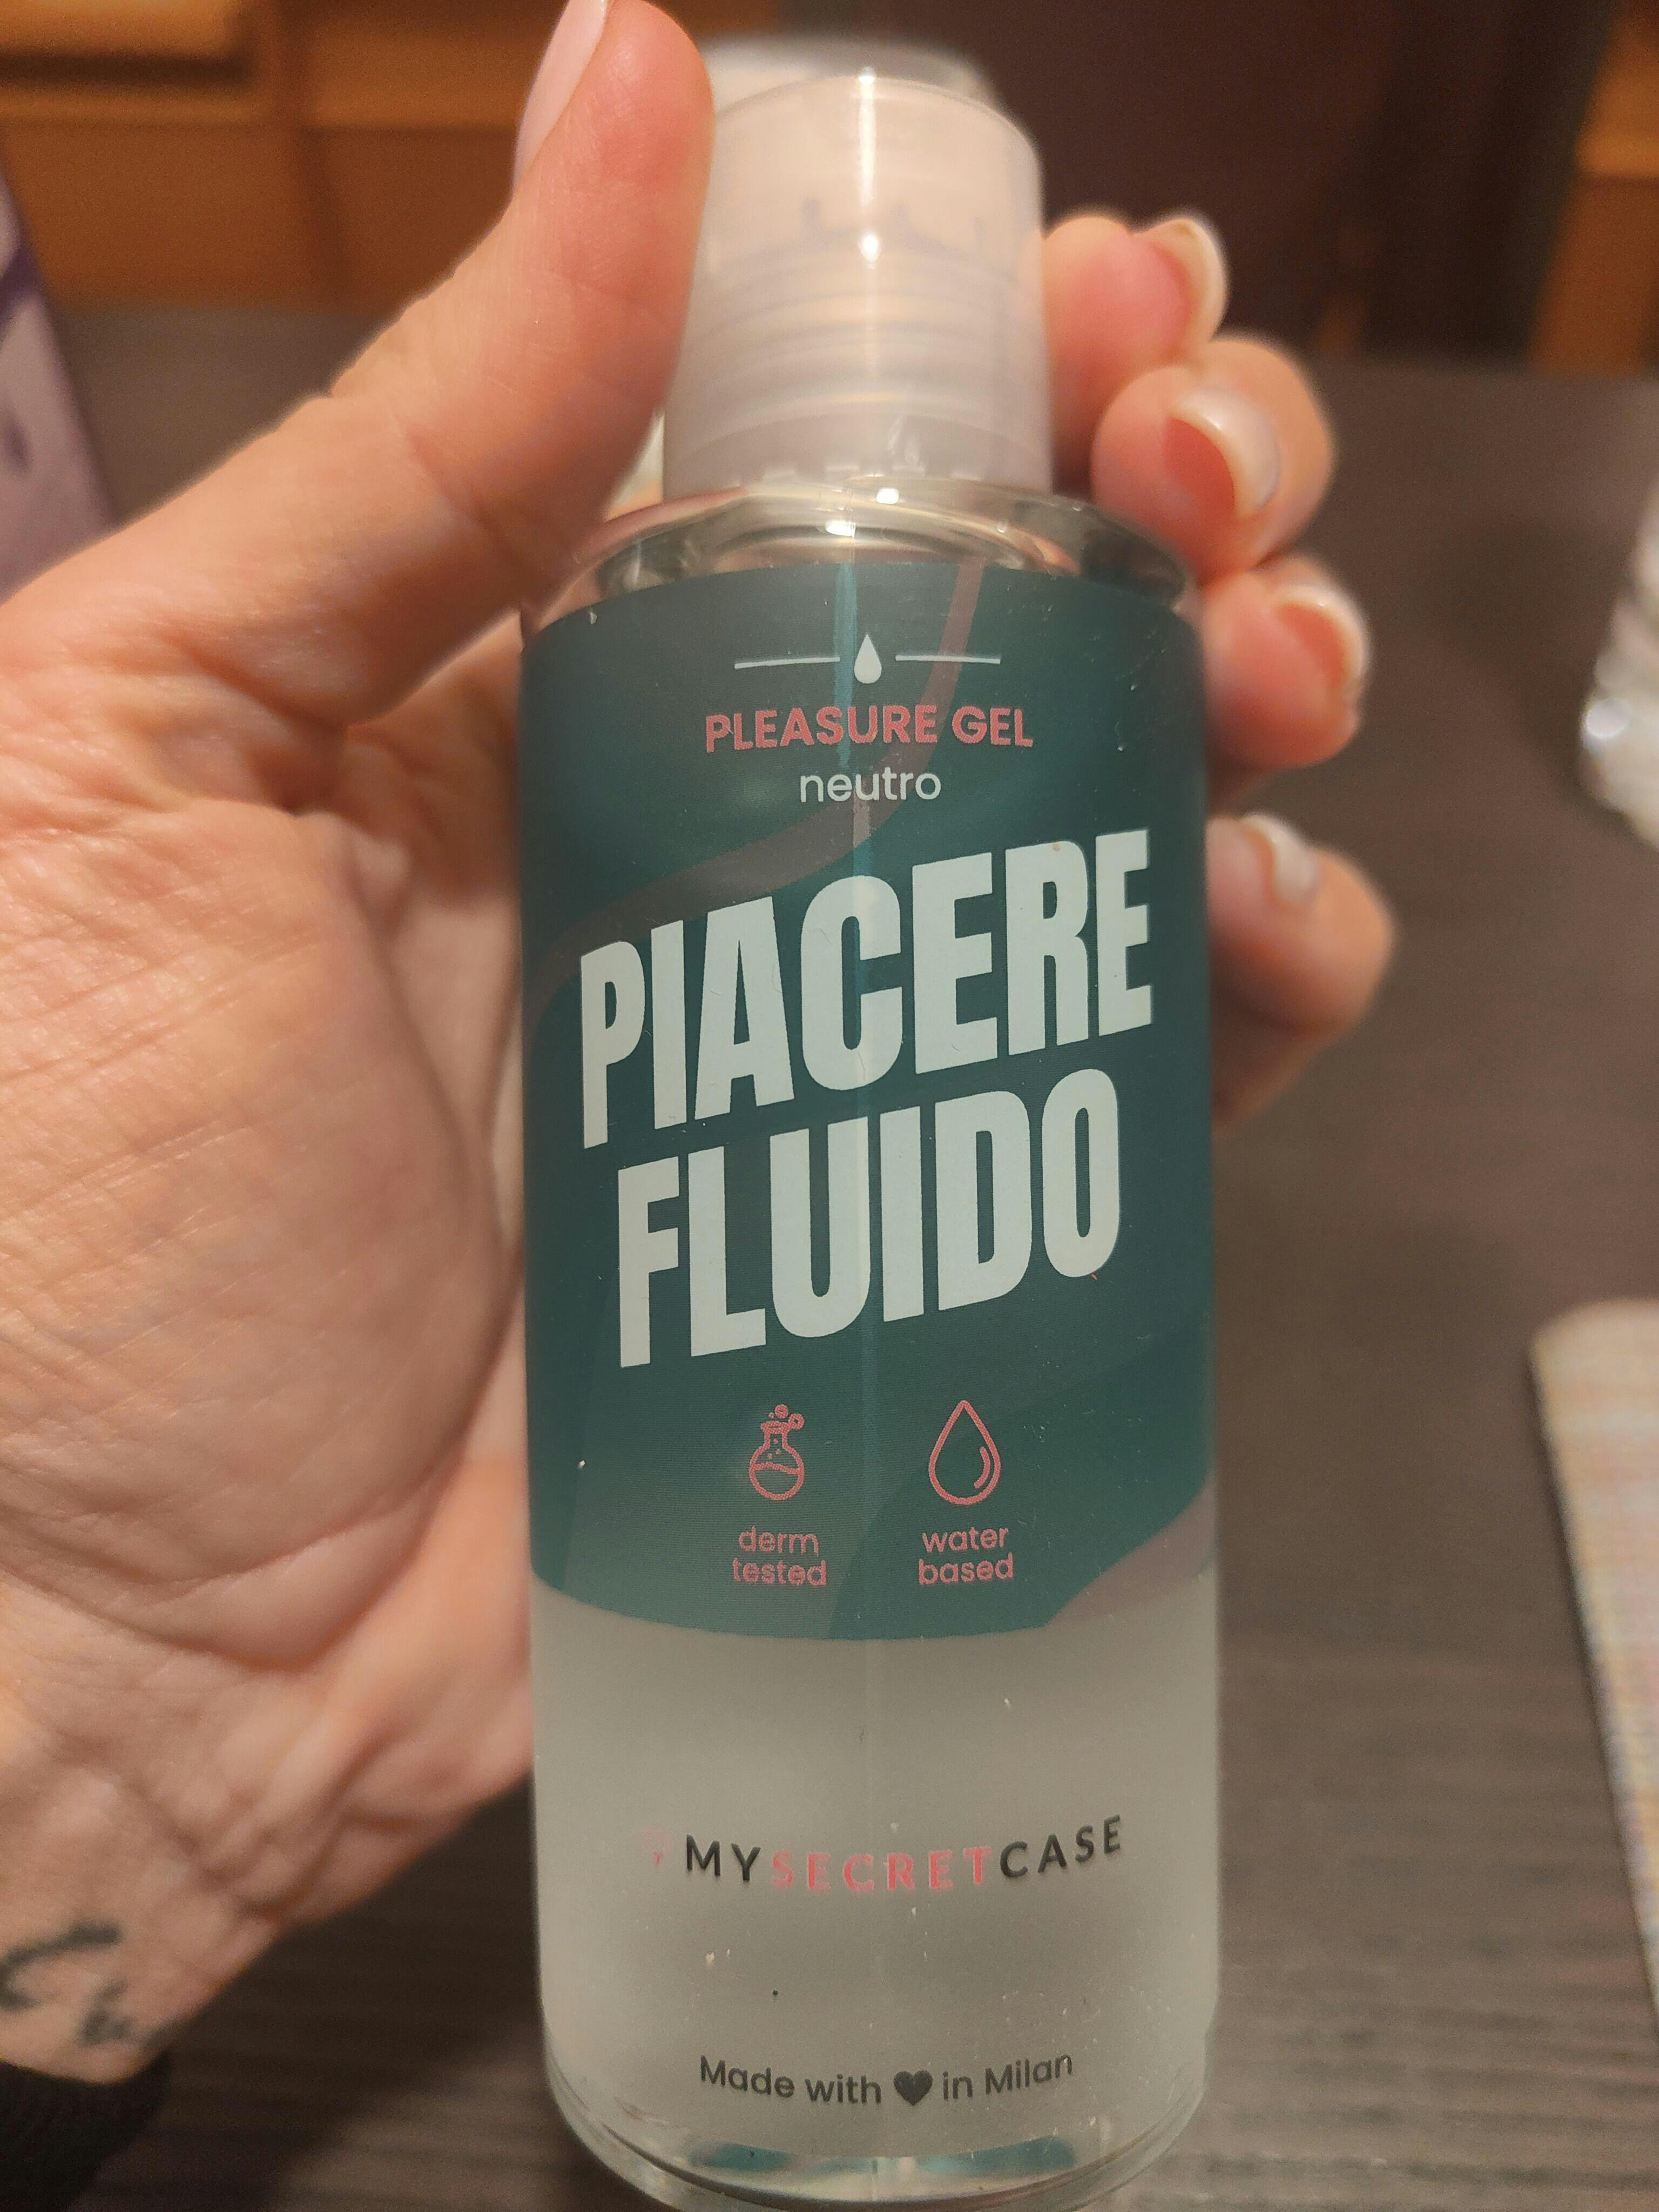 PLEASURE GEL
neutro
PIACERE
FLUIDO
derm
tested
water
based
MYSECRETCASE
Made with ♥ in Milan